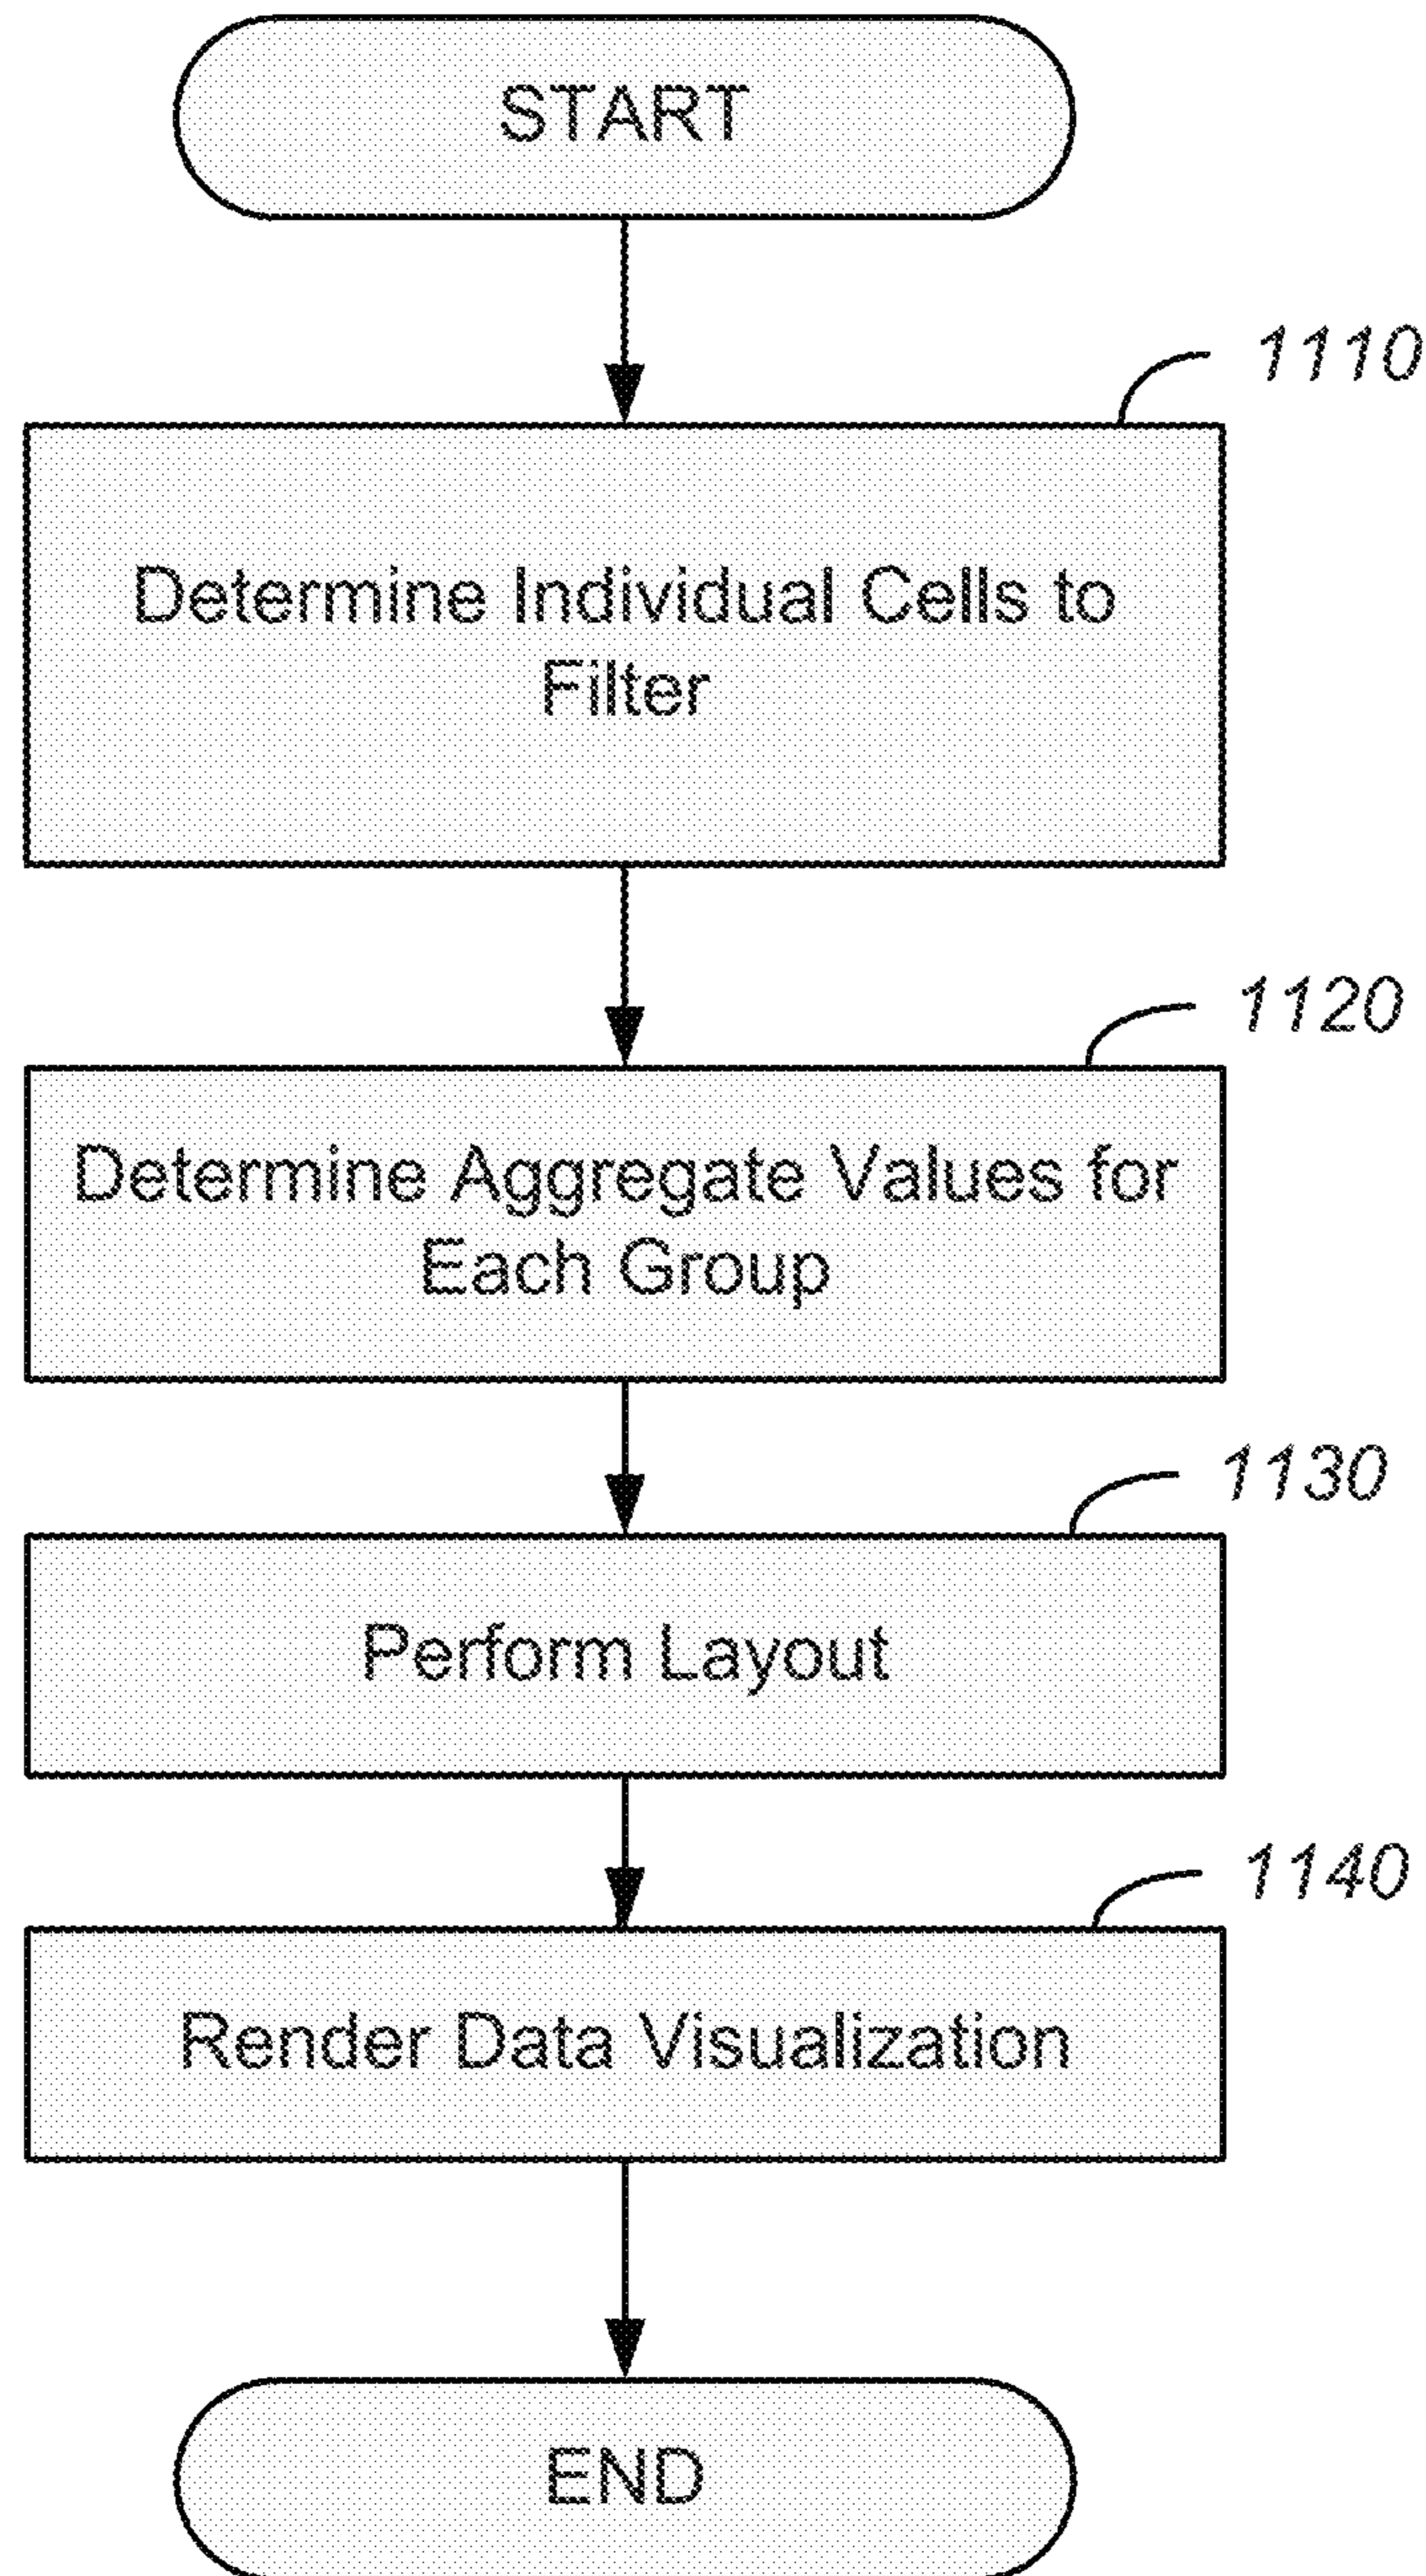 START
1110
Determine Individual Cells to
Filter
1120
Determine Aggregate Values for
Each Group
1130
Perform Layout
1140
Render Data Visualization
END